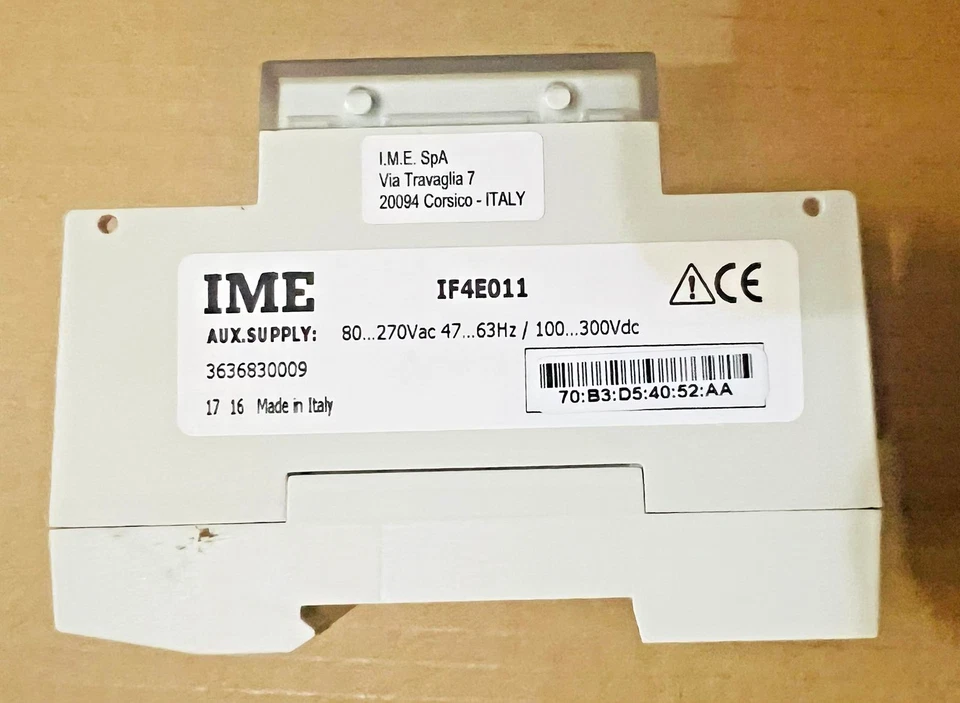 I.M.E. SpA
Via Travaglia 7
20094 Corsico - ITALY
IME IF4E011 CE
AUX.SUPPLY: 80...270Vac 47...63Hz / 100...300Vdc
3636830009
17 16 Made in Italy
70:B3:D5:40:52:AA